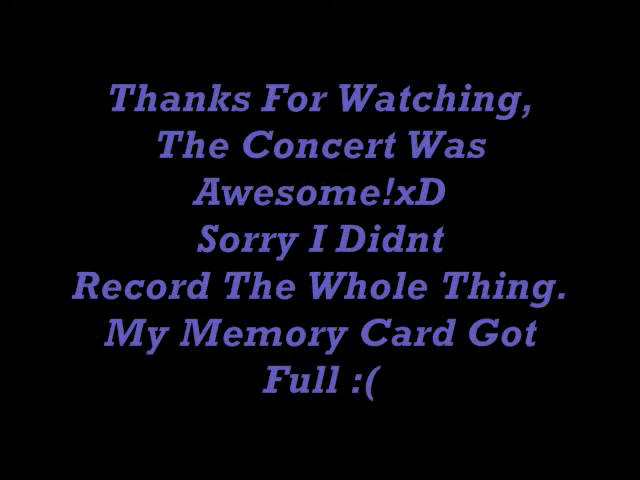 Thanks For Watching,
The Concert Was
Awesome!xD
Sorry I Didnt
Record The Whole Thing.
My Memory Card Got
Full :(